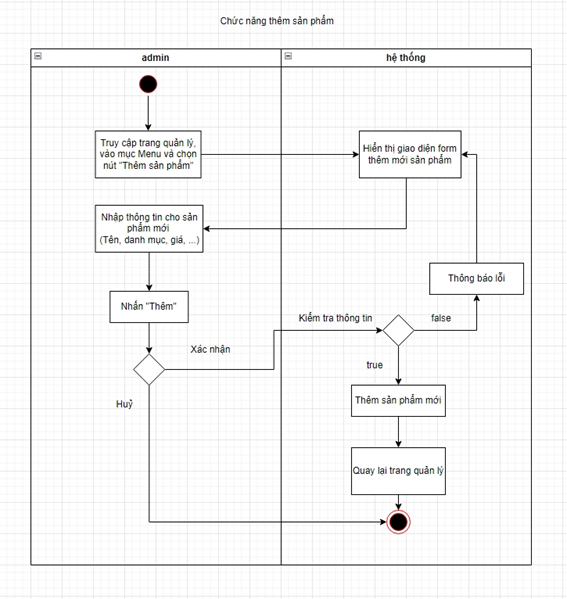 Chức năng thêm sản phẩm
admin
hệ thống
Truy cập trang quản lý,
vào mục Menu và chọn
nút "Thêm sản phẩm"
Hiển thị giao diện form
thêm mới sản phẩm
Nhập thông tin cho sản
phẩm mới
(Tên, danh mục, giá, ...)
Thông báo lỗi
Nhấn "Thêm"
Kiểm tra thông tin
false
Xác nhận
true
Huỷ
Thêm sản phẩm mới
Quay lại trang quản lý